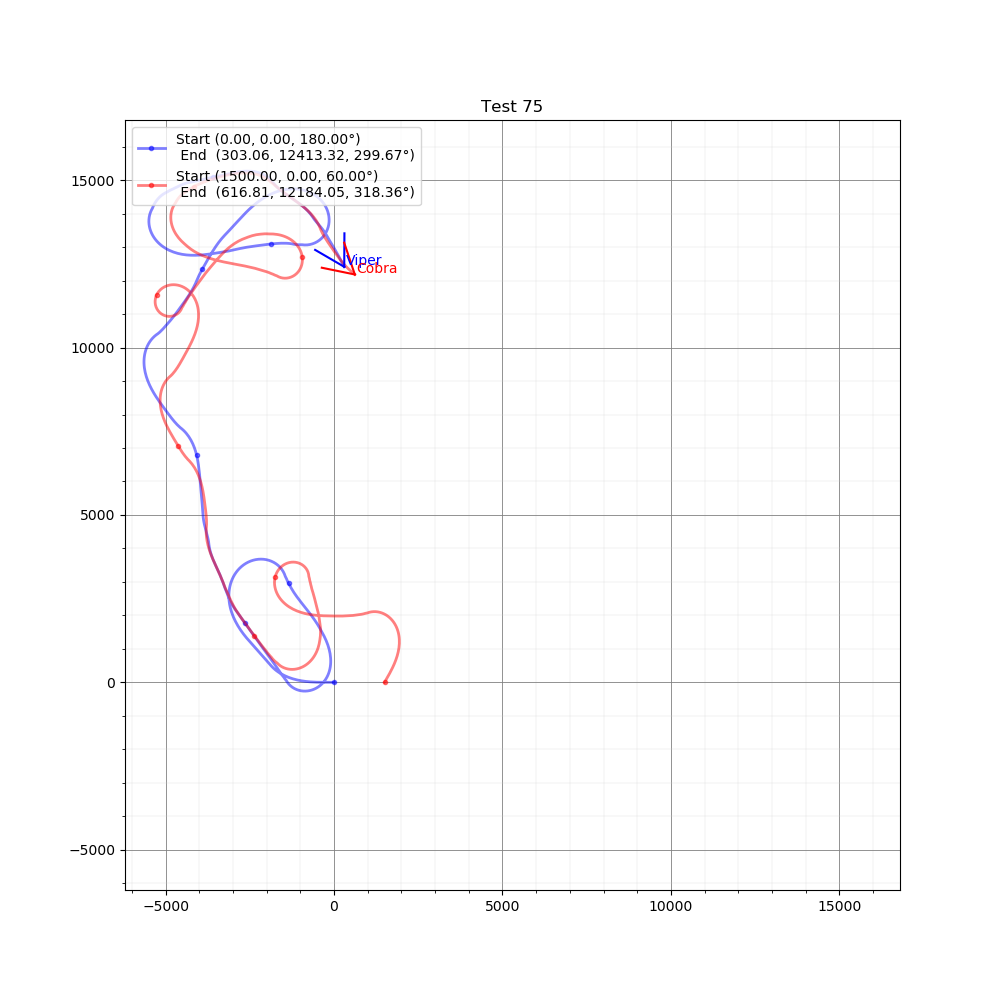 Test 75
Start (0.00, 0.00, 180.00°)
End (303.06, 12413.32, 299.67°)
Start (1500.00, 0.00, 60.00°)
End (616.81, 12184.05, 318.36°)
15000
Viper
Cobra
10000
5000
0
−5000
−5000 0 5000 10000 15000